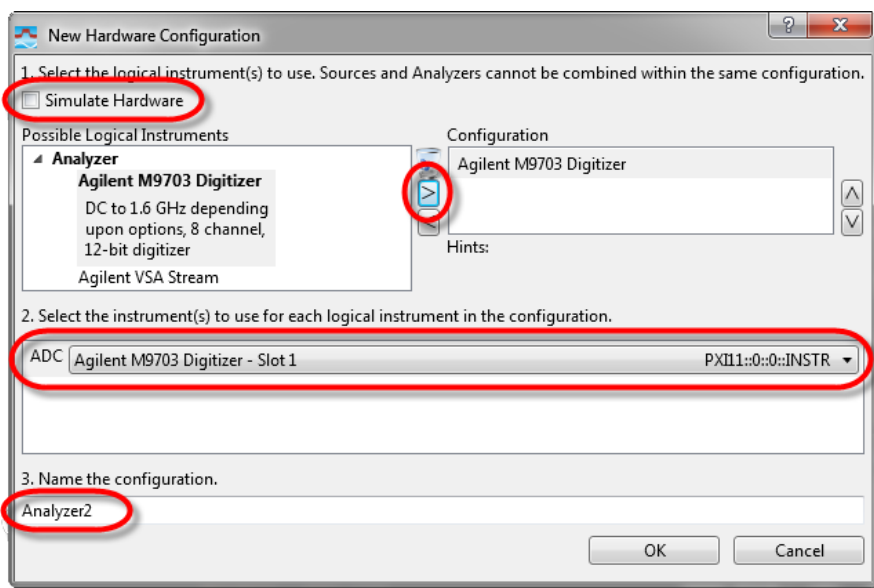 New Hardware Configuration
? X
1. Select the logical instrument(s) to use. Sources and Analyzers cannot be combined within the same configuration.
Simulate Hardware
Possible Logical Instruments
Analyzer
Agilent M9703 Digitizer
DC to 1.6 GHz depending
upon options, 8 channel,
12-bit digitizer
Agilent VSA Stream
>
<
Configuration
Agilent M9703 Digitizer
Hints:
2. Select the instrument(s) to use for each logical instrument in the configuration.
ADC Agilent M9703 Digitizer - Slot 1 PXI11::0::0::INSTR
3. Name the configuration.
Analyzer2
OK Cancel